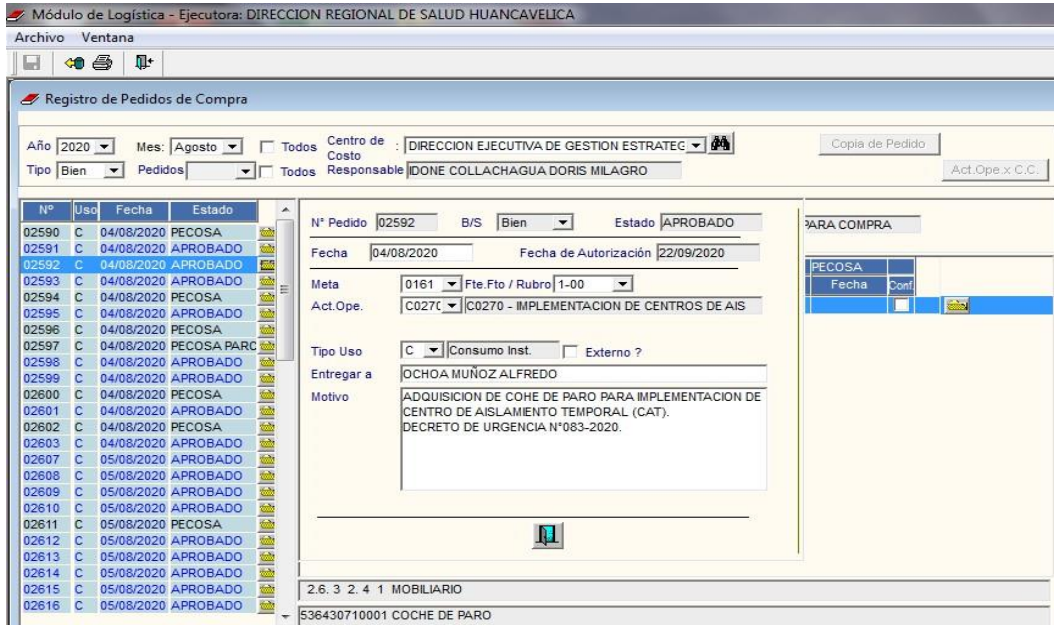 Módulo de Logística - Ejecutora: DIRECCION REGIONAL DE SALUD HUANCAVELICA
Archivo Ventana
Registro de Pedidos de Compra
Año 2020 Mes: Agosto Todos Centro de Costo : DIRECCION EJECUTIVA DE GESTION ESTRATEG Copia de Pedido
Tipo Bien Pedidos Todos Responsable IDONE COLLACHAGUA DORIS MILAGRO Act.Ope.x C.C.
Nº Uso Fecha Estado
02590 C 04/08/2020 PECOSA
02591 C 04/08/2020 APROBADO
02592 C 04/08/2020 APROBADO
02593 C 04/08/2020 APROBADO
02594 C 04/08/2020 PECOSA
02595 C 04/08/2020 APROBADO
02596 C 04/08/2020 PECOSA
02597 C 04/08/2020 PECOSA PARC
02598 C 04/08/2020 APROBADO
02599 C 04/08/2020 APROBADO
02600 C 04/08/2020 PECOSA
02601 C 04/08/2020 APROBADO
02602 C 04/08/2020 PECOSA
02603 C 04/08/2020 APROBADO
02607 C 05/08/2020 APROBADO
02608 C 05/08/2020 APROBADO
02609 C 05/08/2020 APROBADO
02610 C 05/08/2020 APROBADO
02611 C 05/08/2020 PECOSA
02612 C 05/08/2020 APROBADO
02613 C 05/08/2020 APROBADO
02614 C 05/08/2020 APROBADO
02615 C 05/08/2020 APROBADO
02616 C 05/08/2020 APROBADO
N° Pedido 02592 B/S Bien Estado APROBADO
Fecha 04/08/2020 Fecha de Autorización 22/09/2020
Meta 0161 Fte.Fto / Rubro 1-00
Act.Ope. C0270 C0270 - IMPLEMENTACION DE CENTROS DE AIS
Tipo Uso C Consumo Inst. Externo ?
Entregar a OCHOA MUÑOZ ALFREDO
Motivo ADQUISICION DE COHE DE PARO PARA IMPLEMENTACION DE
CENTRO DE AISLAMIENTO TEMPORAL (CAT).
DECRETO DE URGENCIA N°083-2020.
PARA COMPRA
PECOSA
Fecha Conf.
2.6. 3 2. 4 1 MOBILIARIO
536430710001 COCHE DE PARO